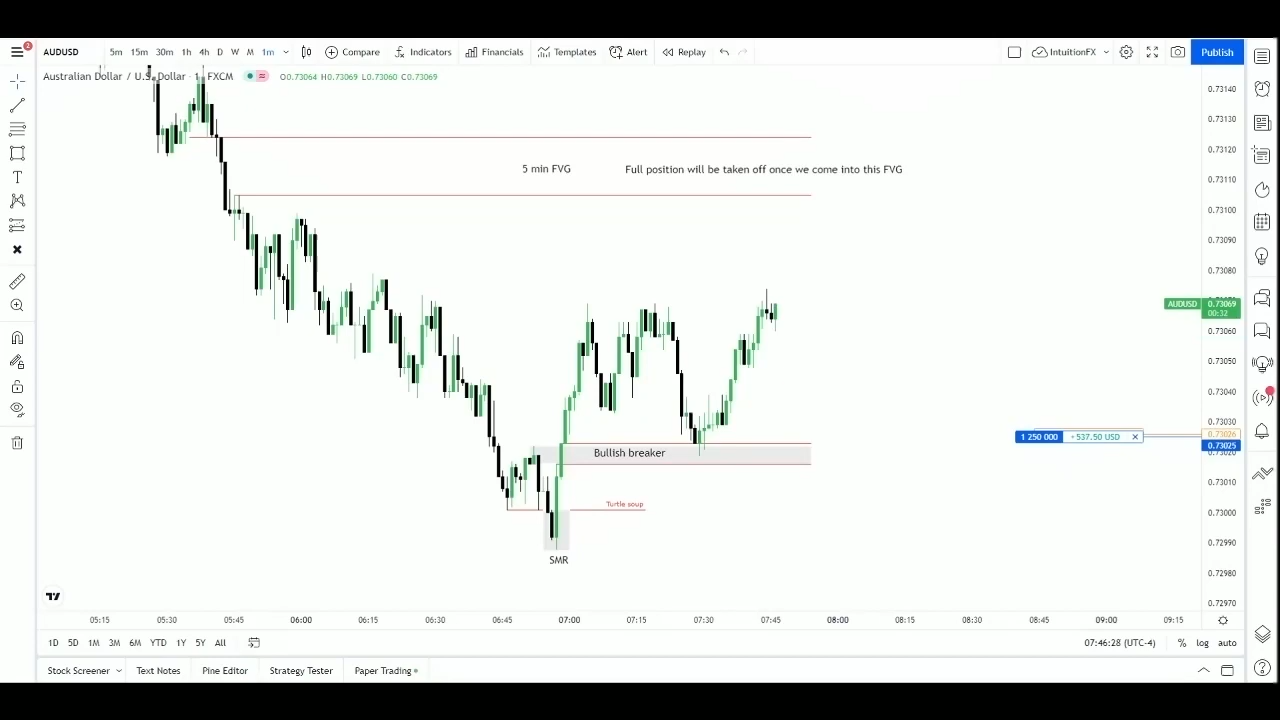 AUDUSD 5m 15m 30m 1h 4h D W M 1m Compare Indicators Financials Templates Alert Replay IntuitionFX Publish
2
Australian Dollar / U.S. Dollar · 1 · FXCM O0.73064 H0.73069 L0.73060 C0.73069
0.73140
0.73130
0.73120
5 min FVG Full position will be taken off once we come into this FVG
0.73110
0.73100
0.73090
0.73080
AUDUSD 0.73069
00:32
0.73060
0.73050
0.73040
0.73030
1 250 000 +537.50 USD 0.73026
0.73025
Bullish breaker
0.73020
0.73010
Turtle soup
0.73000
0.72990
SMR
0.72980
0.72970
05:15 05:30 05:45 06:00 06:15 06:30 06:45 07:00 07:15 07:30 07:45 08:00 08:15 08:30 08:45 09:00 09:15
1D 5D 1M 3M 6M YTD 1Y 5Y All 07:46:28 (UTC-4) % log auto
Stock Screener Text Notes Pine Editor Strategy Tester Paper Trading